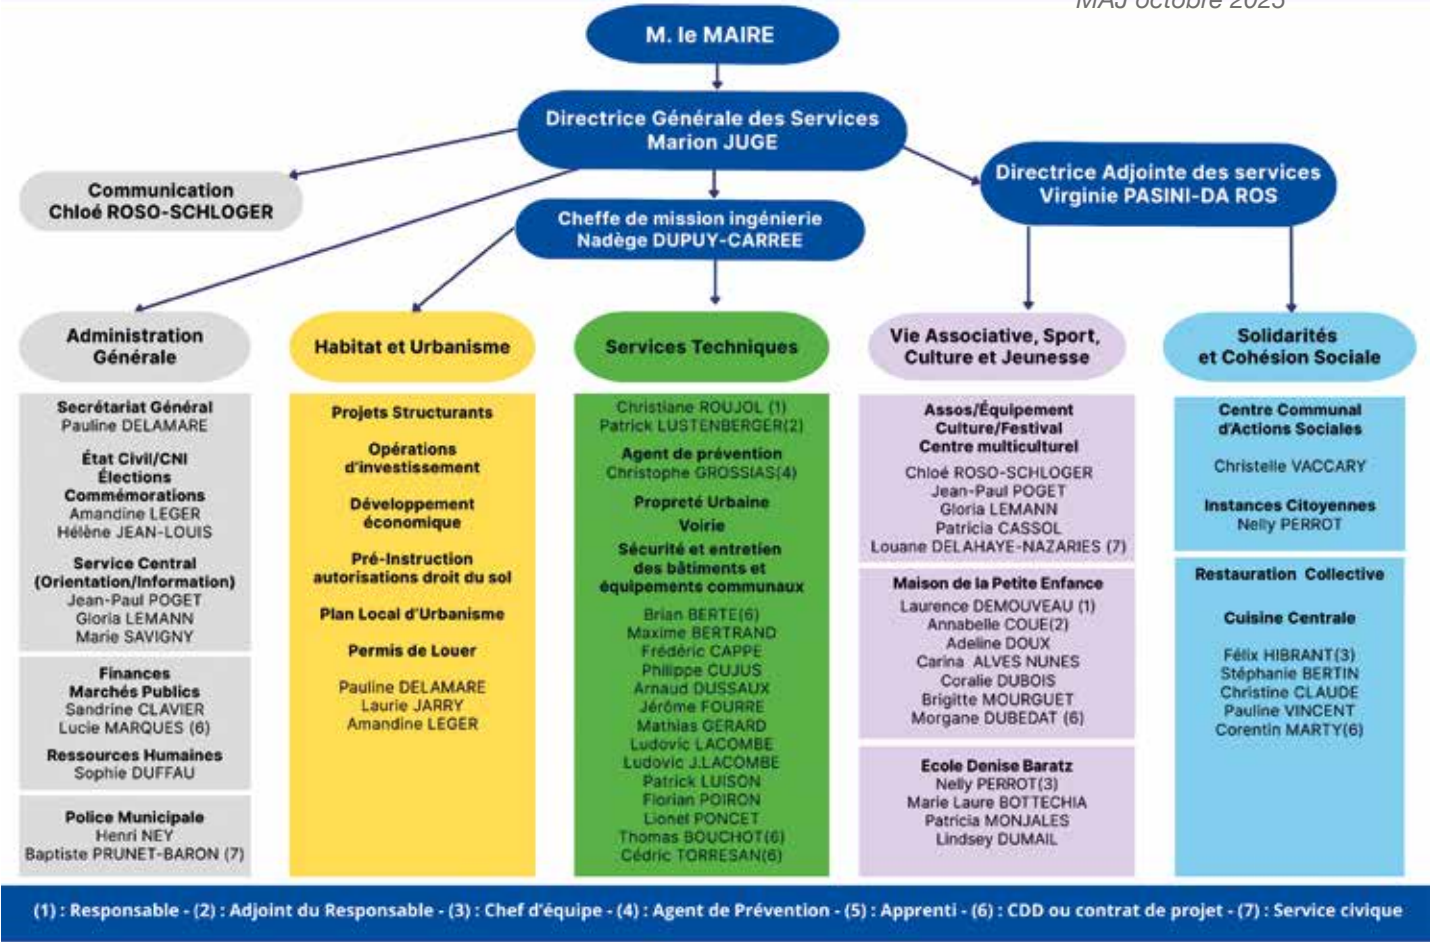 MAJ octobre 2025
M. le MAIRE
Directrice Générale des Services
Marion JUGE
Communication
Chloé ROSO-SCHLOGER
Directrice Adjointe des services
Virginie PASINI-DA ROS
Cheffe de mission ingénierie
Nadège DUPUY-CARREE
Administration
Générale
Secrétariat Général
Pauline DELAMARE
État Civil/CNI
Élections
Commémorations
Amandine LEGER
Hélène JEAN-LOUIS
Service Central
(Orientation/Information)
Jean-Paul POGET
Gloria LEMANN
Marie SAVIGNY
Finances
Marchés Publics
Sandrine CLAVIER
Lucie MARQUES (6)
Ressources Humaines
Sophie DUFFAU
Police Municipale
Henri NEY
Baptiste PRUNET-BARON (7)
Habitat et Urbanisme
Projets Structurants
Opérations
d'investissement
Développement
économique
Pré-Instruction
autorisations droit du sol
Plan Local d'Urbanisme
Permis de Louer
Pauline DELAMARE
Laurie JARRY
Amandine LEGER
Services Techniques
Christiane ROUJOL (1)
Patrick LUSTENBERGER(2)
Agent de prévention
Christophe GROSSIAS(4)
Propreté Urbaine
Voirie
Sécurité et entretien
des bâtiments et
équipements communaux
Brian BERTE(6)
Maxime BERTRAND
Frédéric CAPPE
Philippe CUJUS
Arnaud DUSSAUX
Jérôme FOURRE
Mathias GERARD
Ludovic LACOMBE
Ludovic J.LACOMBE
Patrick LUISON
Florian POIRON
Lionel PONCET
Thomas BOUCHOT(6)
Cédric TORRESAN(6)
Vie Associative, Sport,
Culture et Jeunesse
Assos/Équipement
Culture/Festival
Centre multiculturel
Chloé ROSO-SCHLOGER
Jean-Paul POGET
Gloria LEMANN
Patricia CASSOL
Louane DELAHAYE-NAZARIES (7)
Maison de la Petite Enfance
Laurence DEMOUVEAU (1)
Annabelle COUE(2)
Adeline DOUX
Carina ALVES NUNES
Coralie DUBOIS
Brigitte MOURGUET
Morgane DUBEDAT (6)
Ecole Denise Baratz
Nelly PERROT(3)
Marie Laure BOTTECHIA
Patricia MONJALES
Lindsey DUMAIL
Solidarités
et Cohésion Sociale
Centre Communal
d'Actions Sociales
Christelle VACCARY
Instances Citoyennes
Nelly PERROT
Restauration Collective
Cuisine Centrale
Félix HIBRANT(3)
Stéphanie BERTIN
Christine CLAUDE
Pauline VINCENT
Corentin MARTY(6)
(1) : Responsable - (2) : Adjoint du Responsable - (3) : Chef d'équipe - (4) : Agent de Prévention - (5) : Apprenti - (6) : CDD ou contrat de projet - (7) : Service civique